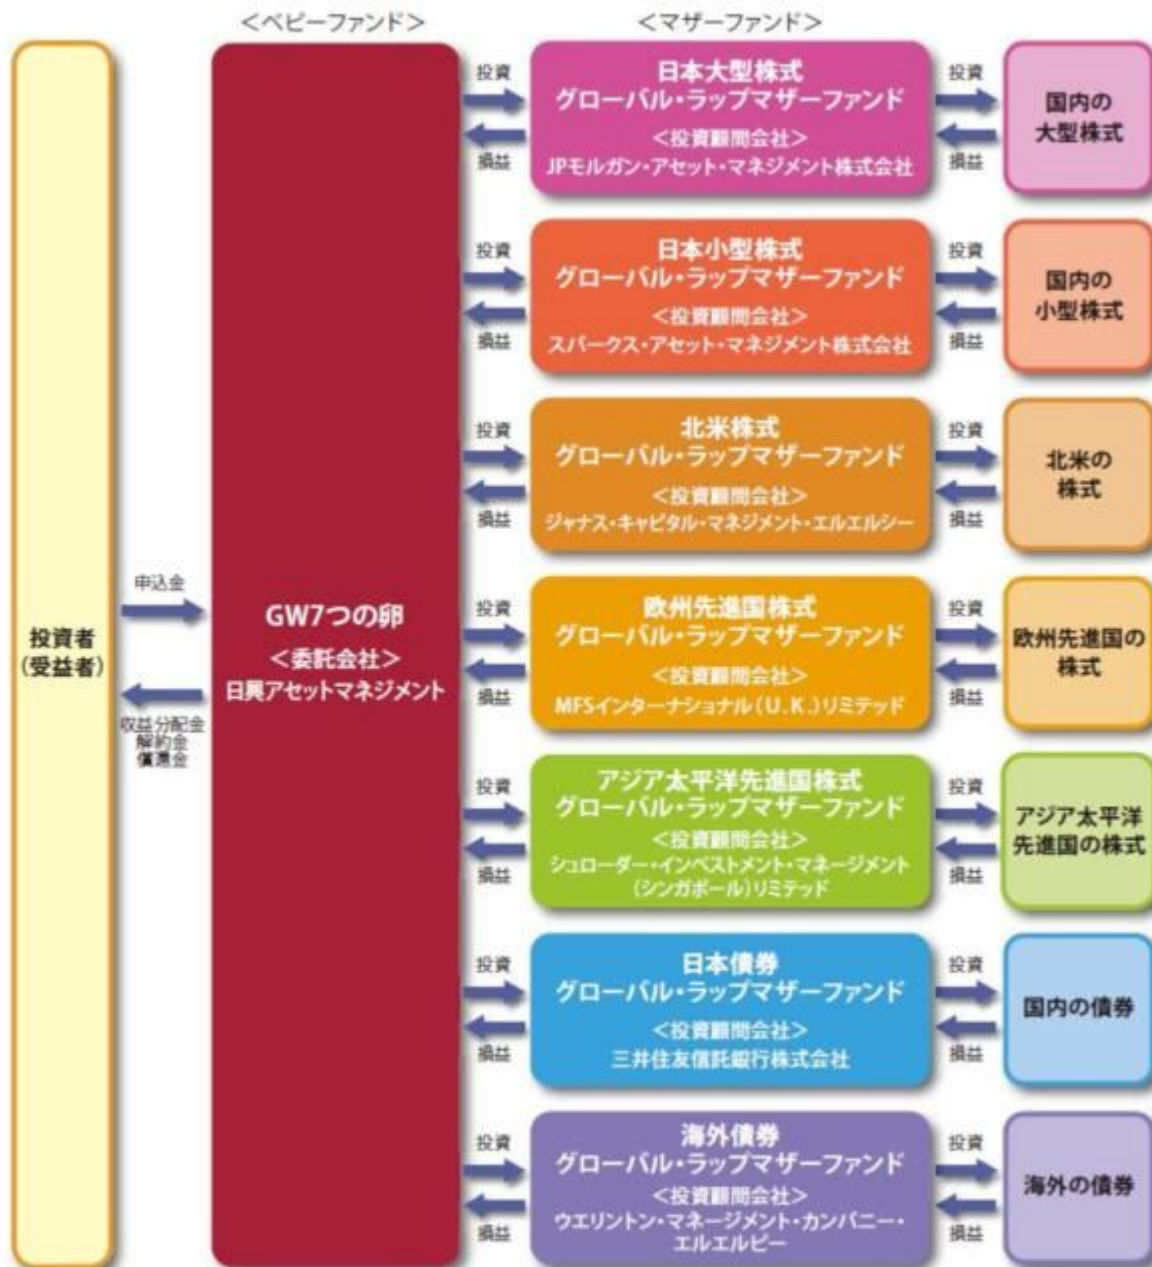 ＜ベビーファンド＞
＜マザーファンド＞
投資者
（受益者）
申込金
収益分配金
解約金
償還金
GW7つの卵
＜委託会社＞
日興アセットマネジメント
投資
損益
日本大型株式
グローバル・ラップマザーファンド
＜投資顧問会社＞
JPモルガン・アセット・マネジメント株式会社
投資
損益
国内の
大型株式
投資
損益
日本小型株式
グローバル・ラップマザーファンド
＜投資顧問会社＞
スパークス・アセット・マネジメント株式会社
投資
損益
国内の
小型株式
投資
損益
北米株式
グローバル・ラップマザーファンド
＜投資顧問会社＞
ジャナス・キャピタル・マネジメント・エルエルシー
投資
損益
北米の
株式
投資
損益
欧州先進国株式
グローバル・ラップマザーファンド
＜投資顧問会社＞
MFSインターナショナル（U．K．）リミテッド
投資
損益
欧州先進国の
株式
投資
損益
アジア太平洋先進国株式
グローバル・ラップマザーファンド
＜投資顧問会社＞
シュローダー・インベストメント・マネージメント
（シンガポール）リミテッド
投資
損益
アジア太平洋
先進国の株式
投資
損益
日本債券
グローバル・ラップマザーファンド
＜投資顧問会社＞
三井住友信託銀行株式会社
投資
損益
国内の債券
投資
損益
海外債券
グローバル・ラップマザーファンド
＜投資顧問会社＞
ウエリントン・マネージメント・カンパニー・
エルエルピー
投資
損益
海外の債券